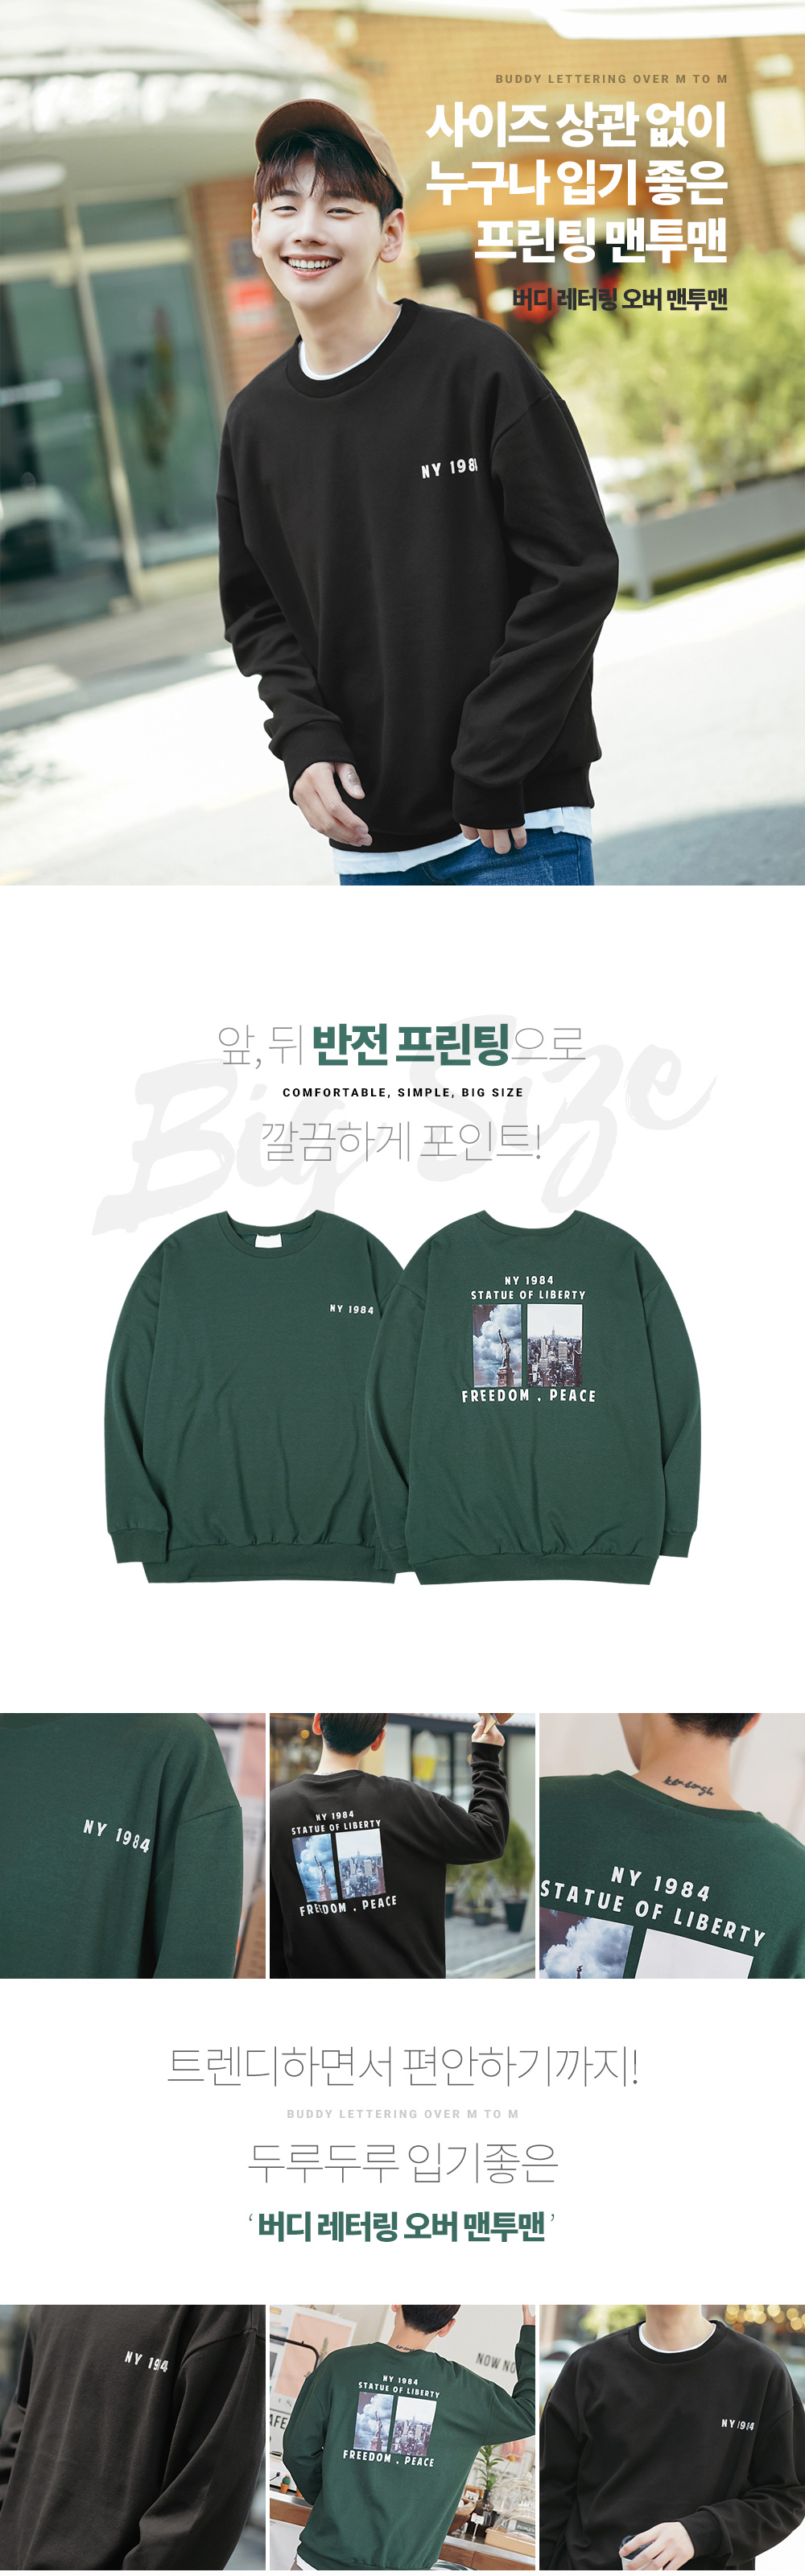 BUDDY LETTERING OVER M TO M
사이즈 상관 없이
누구나 입기 좋은
프린팅 맨투맨
버디 레터링 오버 맨투맨
NY 198
Big Size
앞, 뒤 반전 프린팅으로
COMFORTABLE, SIMPLE, BIG SIZE
깔끔하게 포인트!
NY 1984
NY 1984
STATUE OF LIBERTY
FREEDOM , PEACE
NY 1984
NY 1984
STATUE OF LIBERTY
FREEDOM , PEACE
NY 1984
STATUE OF LIBERTY
트렌디하면서 편안하기까지!
BUDDY LETTERING OVER M TO M
두루두루 입기좋은
‘ 버디 레터링 오버 맨투맨 ’
NY 194
NOW NO
NY 1984
STATUE OF LIBERTY
FREEDOM , PEACE
NY 1914